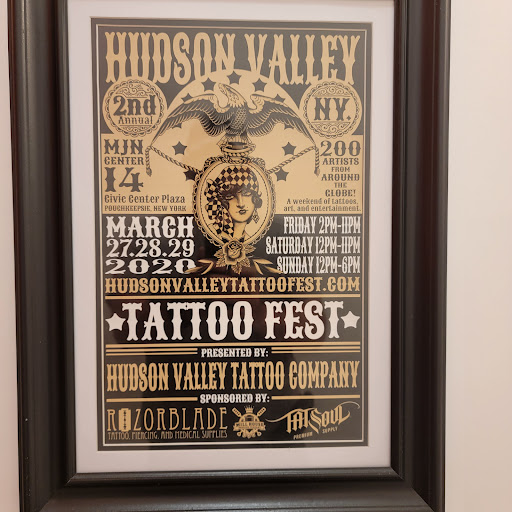 HUDSON VALLEY
2nd
Annual
NY.
MJN
CENTER
14
Civic Center Plaza
POUGHKEEPSIE, NEW YORK
200
ARTISTS
FROM
AROUND
THE
GLOBE!
A weekend of tattoos,
art, and entertainment.
MARCH
27.28.29
2020
FRIDAY 2PM-11PM
SATURDAY 12PM-11PM
SUNDAY 12PM-6PM
HUDSONVALLEYTATTOOFEST.COM
TATTOO FEST
PRESENTED BY:
HUDSON VALLEY TATTOO COMPANY
SPONSORED BY:
RAZORBLADE
TATTOO, PIERCING, AND MEDICAL SUPPLIES
TATSOUL
PREMIUM SUPPLY